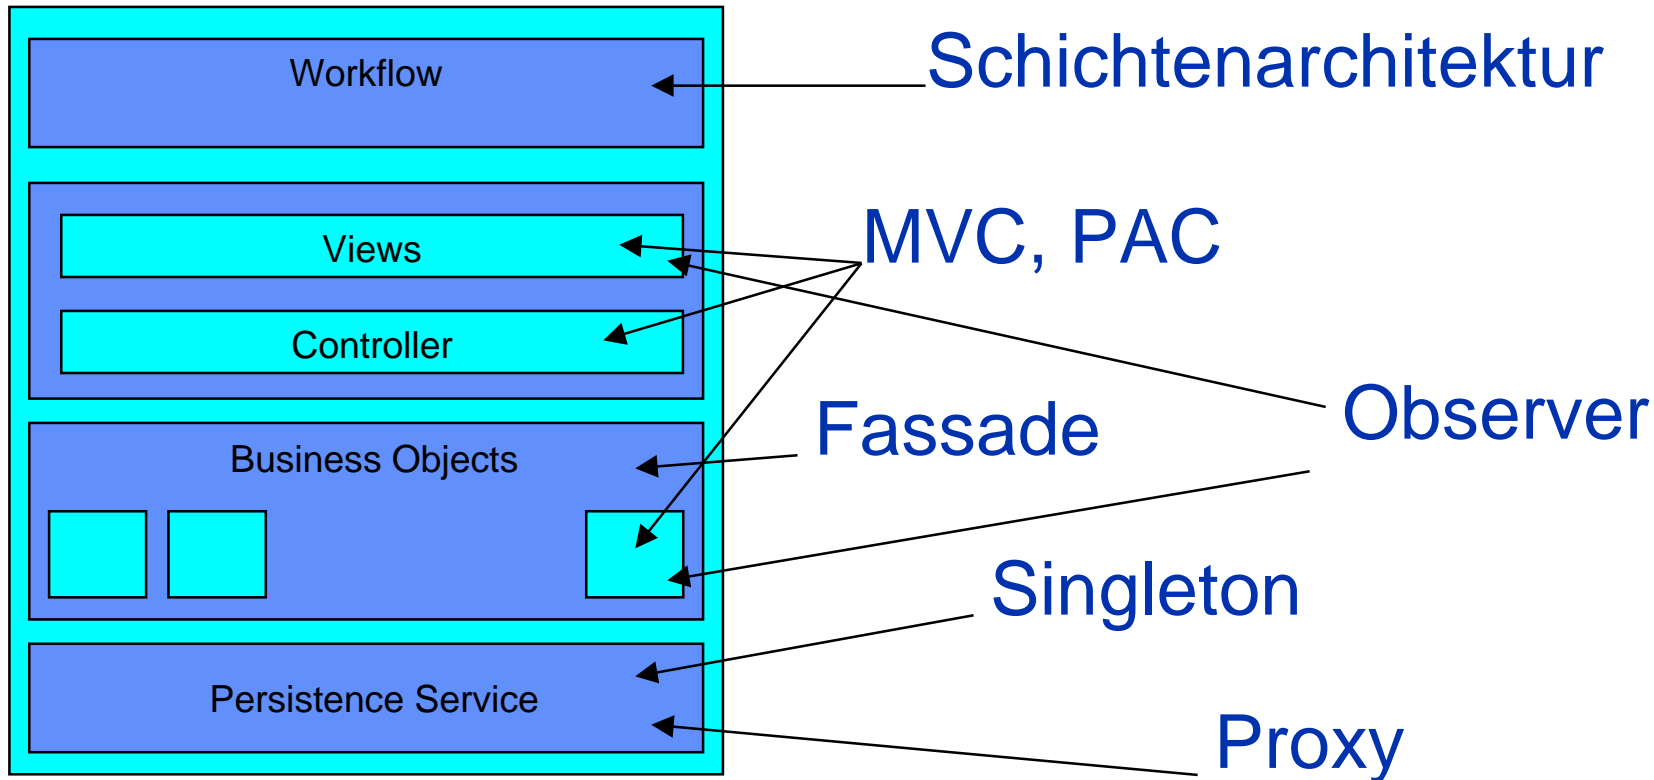 Workflow
Schichtenarchitektur
Views
MVC, PAC
Controller
Business Objects
Fassade
Observer
Singleton
Persistence Service
Proxy